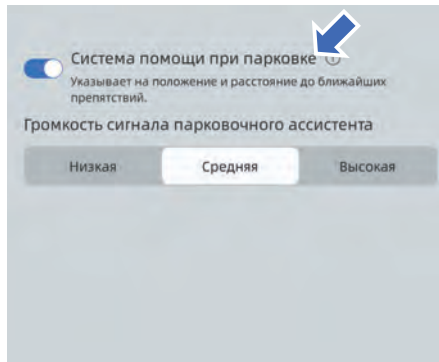 Система помощи при парковке
Указывает на положение и расстояние до ближайших
препятствий.
Громкость сигнала парковочного ассистента
Низкая Средняя Высокая